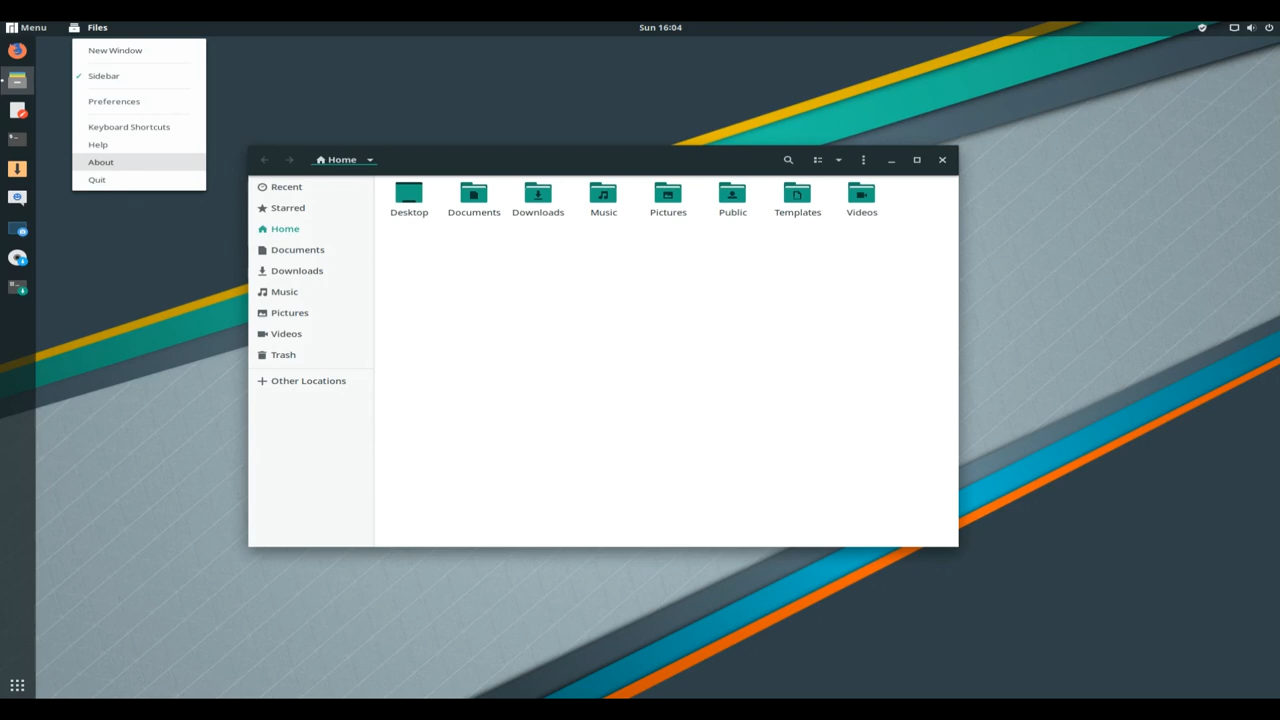 Menu Files Sun 16:04
New Window
Sidebar
Preferences
Keyboard Shortcuts
Help
About
Quit
Home
Recent
Starred
Home
Documents
Downloads
Music
Pictures
Videos
Trash
Other Locations
Desktop Documents Downloads Music Pictures Public Templates Videos